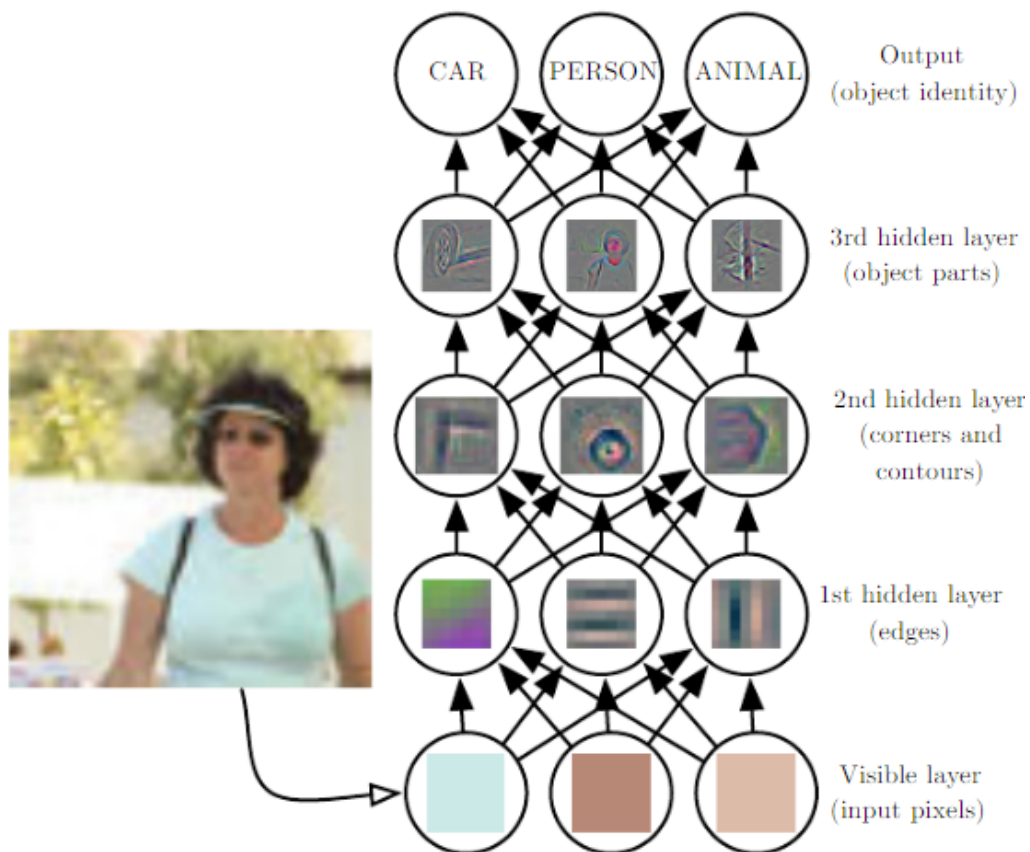 CAR
PERSON
ANIMAL
Output
(object identity)
3rd hidden layer
(object parts)
2nd hidden layer
(corners and
contours)
1st hidden layer
(edges)
Visible layer
(input pixels)